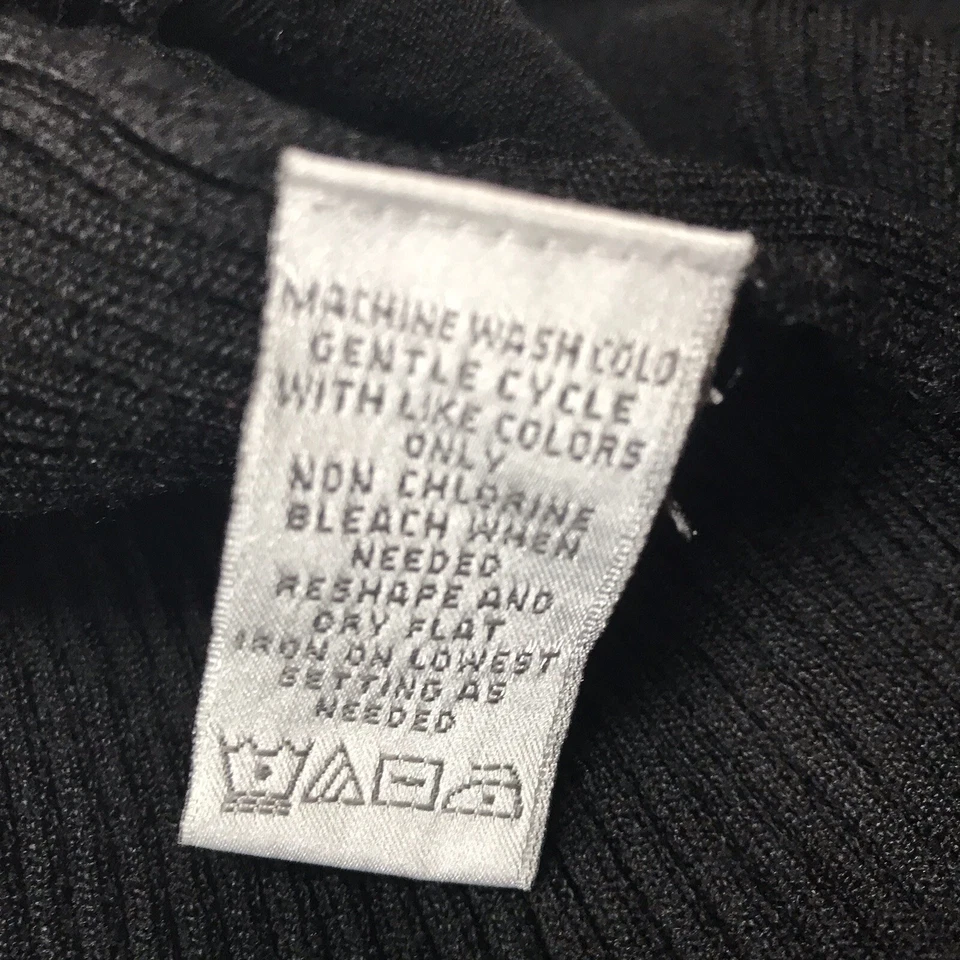 MACHINE WASH COLD
GENTLE CYCLE
WITH LIKE COLORS
ONLY
NON CHLORINE
BLEACH WHEN
NEEDED
RESHAPE AND
DRY FLAT
IRON ON LOWEST
SETTING AS
NEEDED